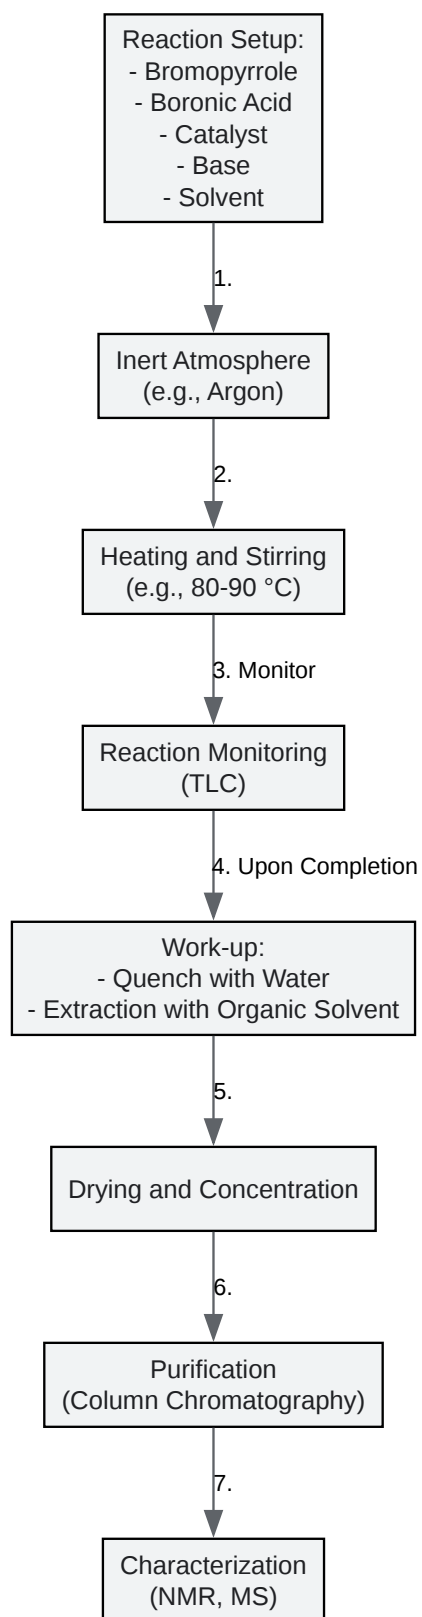 Reaction Setup:
- Bromopyrrole
- Boronic Acid
- Catalyst
- Base
- Solvent
1.
Inert Atmosphere
(e.g., Argon)
2.
Heating and Stirring
(e.g., 80-90 °C)
3. Monitor
Reaction Monitoring
(TLC)
4. Upon Completion
Work-up:
- Quench with Water
- Extraction with Organic Solvent
5.
Drying and Concentration
6.
Purification
(Column Chromatography)
7.
Characterization
(NMR, MS)